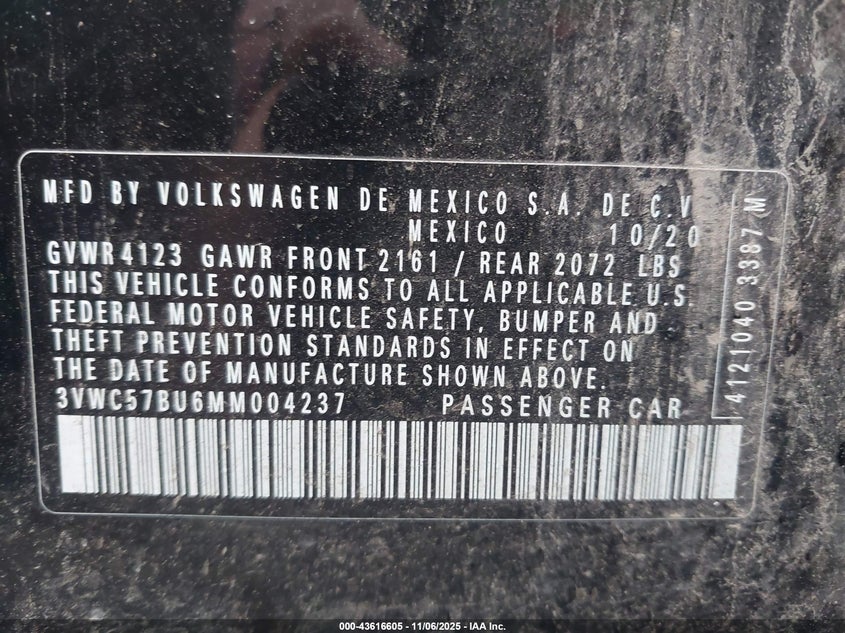 MFD BY VOLKSWAGEN DE MEXICO S.A. DE C.V
MEXICO 10/20
GVWR4123 GAWR FRONT 2161 / REAR 2072 LBS
THIS VEHICLE CONFORMS TO ALL APPLICABLE U.S.
FEDERAL MOTOR VEHICLE SAFETY, BUMPER AND
THEFT PREVENTION STANDARDS IN EFFECT ON
THE DATE OF MANUFACTURE SHOWN ABOVE.
3VWC57BU6MM004237 PASSENGER CAR
4121040 3387 M
000-43616605 - 11/06/2025 - IAA Inc.